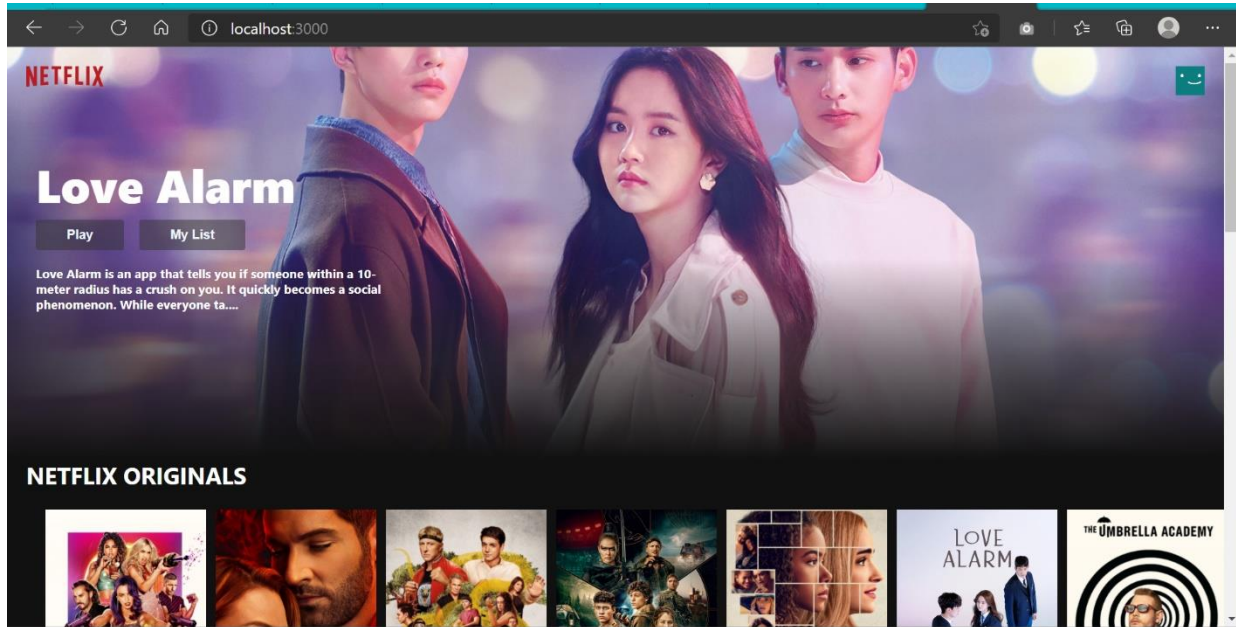 localhost:3000
NETFLIX
Love Alarm
Play
My List
Love Alarm is an app that tells you if someone within a 10-
meter radius has a crush on you. It quickly becomes a social
phenomenon. While everyone ta....
NETFLIX ORIGINALS
LOVE
ALARM
THE UMBRELLA ACADEMY